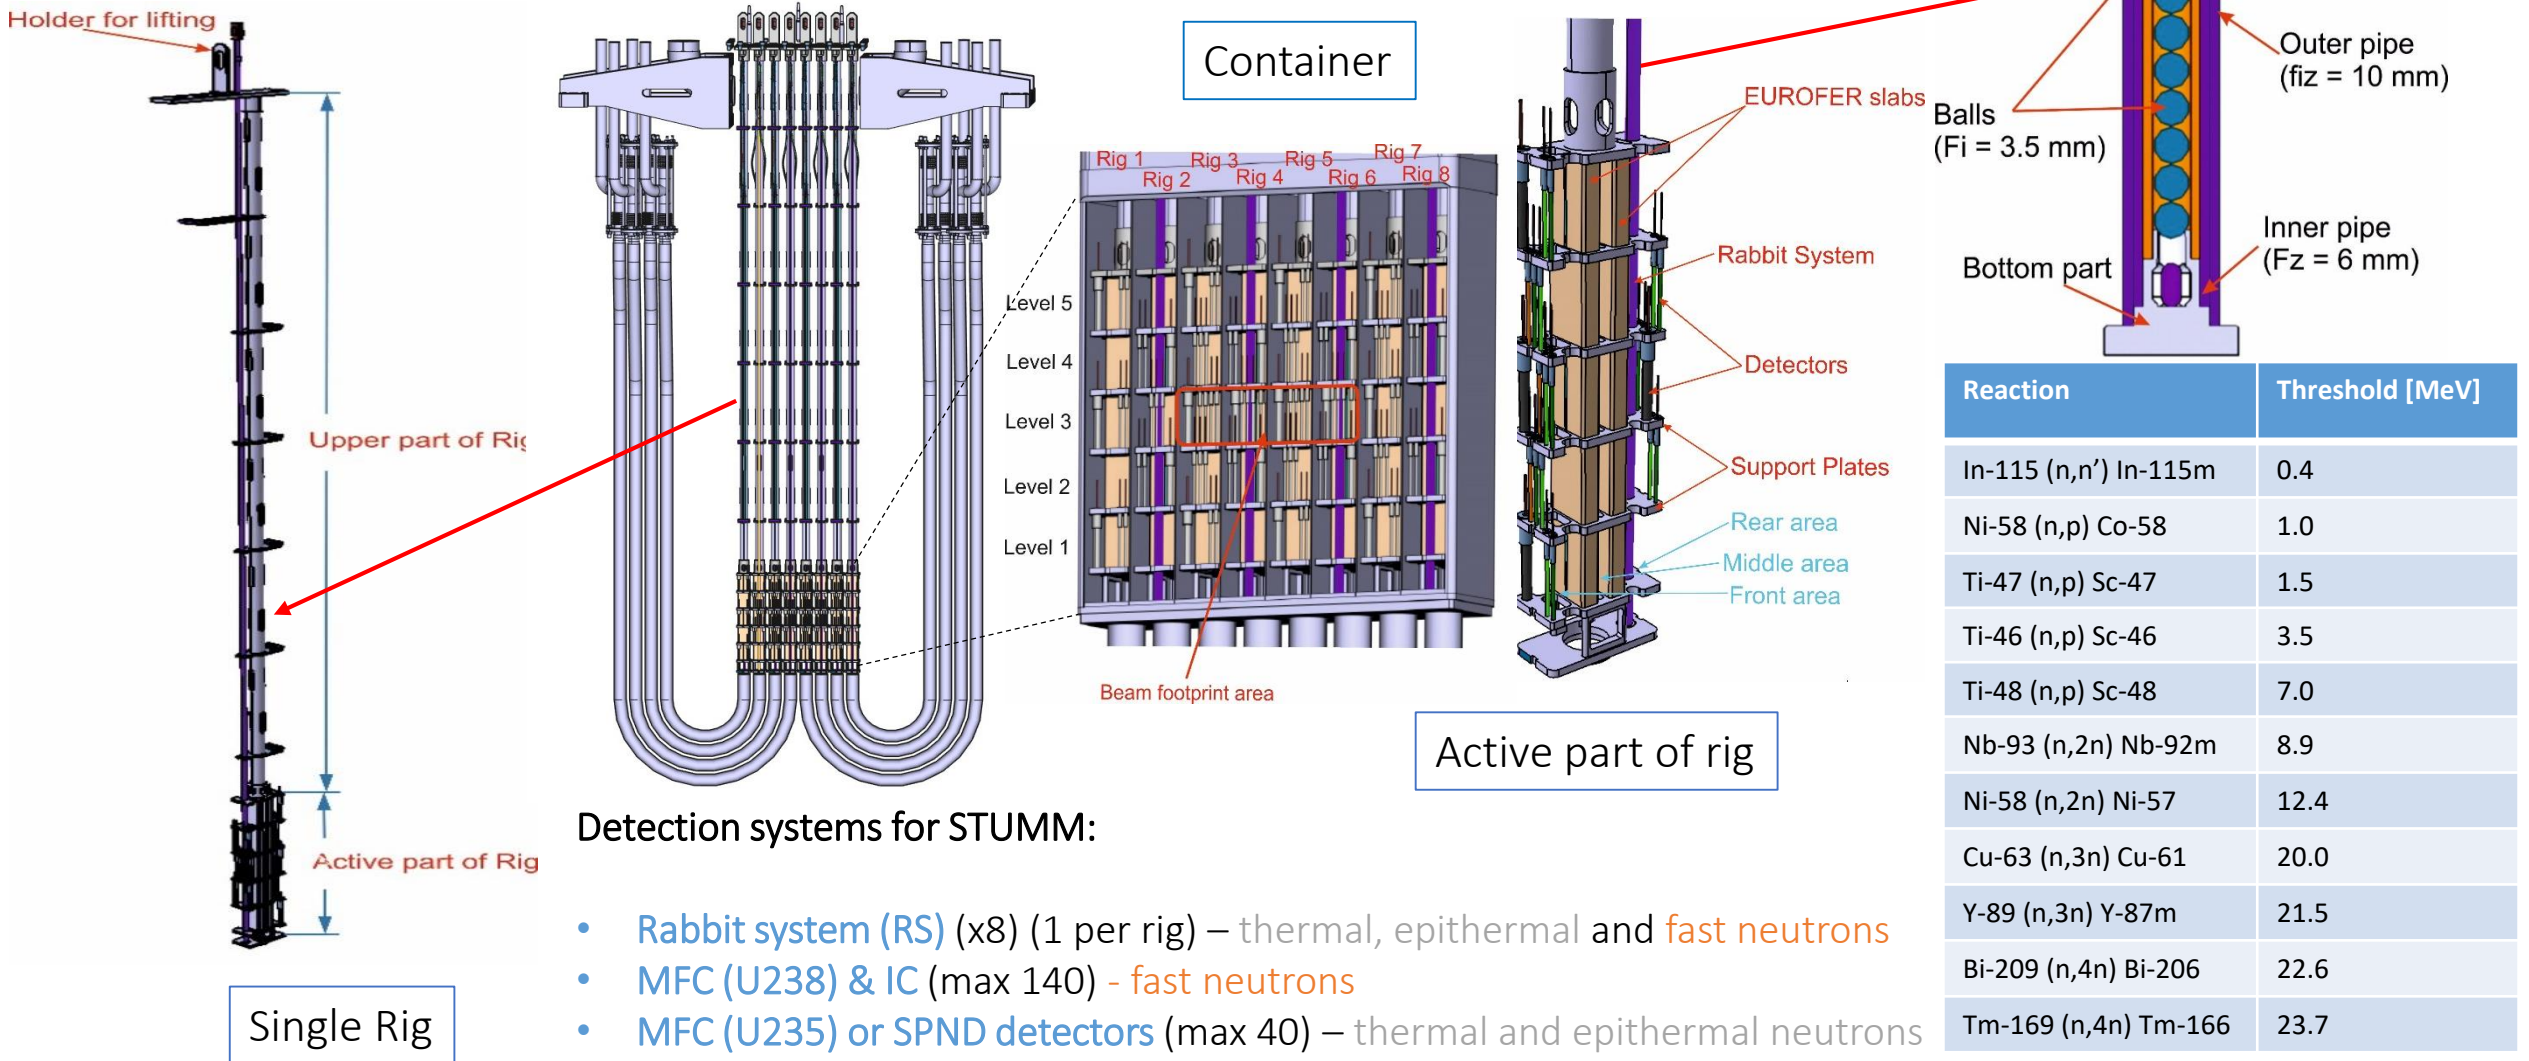 Holder for lifting
Upper part of Rig
Active part of Rig
Single Rig
Container
Rig 1
Rig 2
Rig 3
Rig 4
Rig 5
Rig 6
Rig 7
Rig 8
Level 5
Level 4
Level 3
Level 2
Level 1
Beam footprint area
EUROFER slabs
Rabbit System
Detectors
Support Plates
Rear area
Middle area
Front area
Active part of rig
Outer pipe
(fiz = 10 mm)
Balls
(Fi = 3.5 mm)
Inner pipe
(Fz = 6 mm)
Bottom part
Detection systems for STUMM:
• Rabbit system (RS) (x8) (1 per rig) – thermal, epithermal and fast neutrons
• MFC (U238) & IC (max 140) - fast neutrons
• MFC (U235) or SPND detectors (max 40) – thermal and epithermal neutrons
Reaction Threshold [MeV]
In-115 (n,n’) In-115m 0.4
Ni-58 (n,p) Co-58 1.0
Ti-47 (n,p) Sc-47 1.5
Ti-46 (n,p) Sc-46 3.5
Ti-48 (n,p) Sc-48 7.0
Nb-93 (n,2n) Nb-92m 8.9
Ni-58 (n,2n) Ni-57 12.4
Cu-63 (n,3n) Cu-61 20.0
Y-89 (n,3n) Y-87m 21.5
Bi-209 (n,4n) Bi-206 22.6
Tm-169 (n,4n) Tm-166 23.7